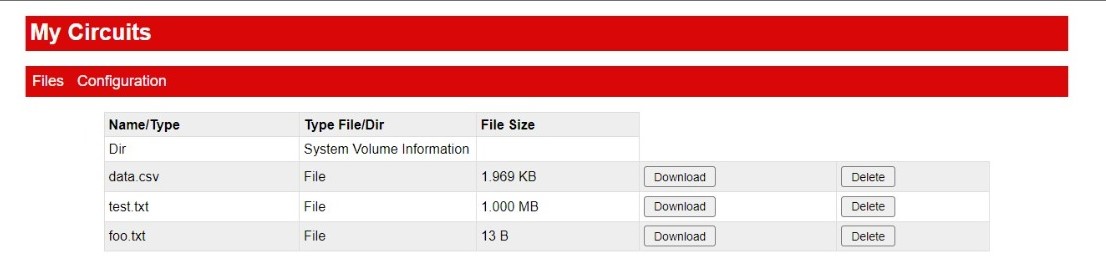 My Circuits
Files Configuration
Name/Type Type File/Dir File Size
Dir System Volume Information
data.csv File 1.969 KB Download Delete
test.txt File 1.000 MB Download Delete
foo.txt File 13 B Download Delete